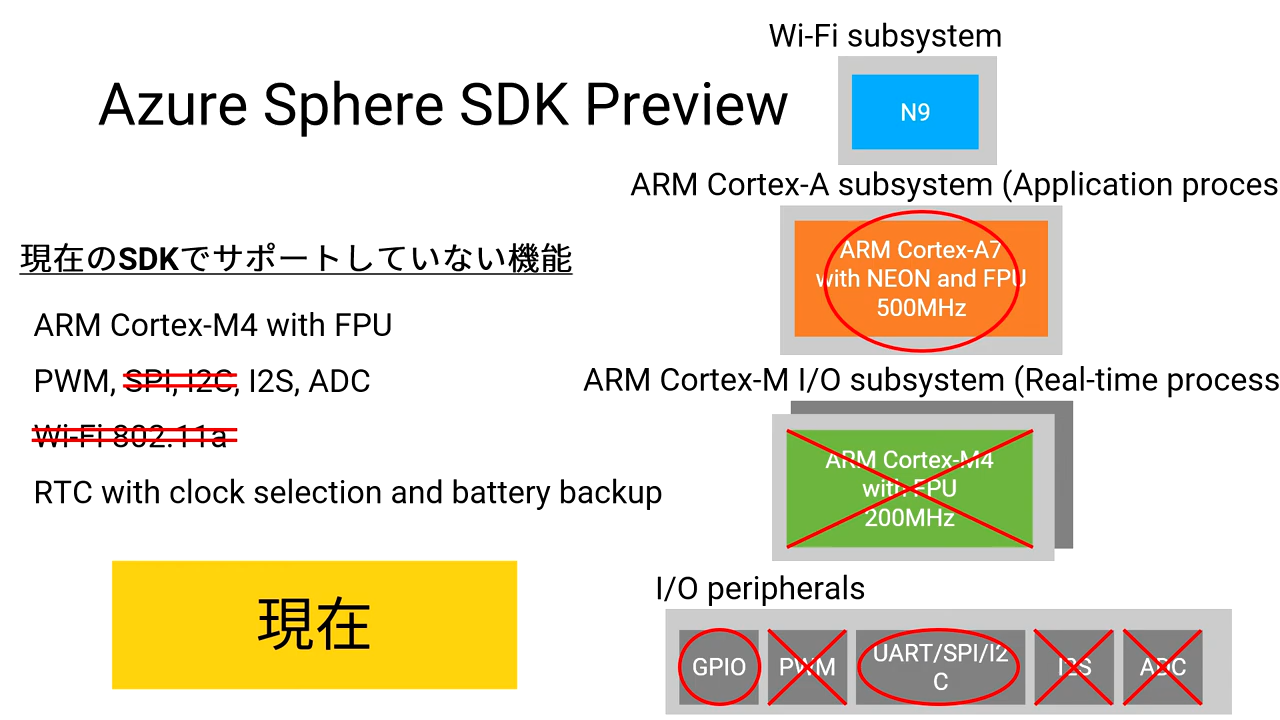 Azure Sphere SDK Preview
現在のSDKでサポートしていない機能
ARM Cortex-M4 with FPU
PWM, SPI, I2C, I2S, ADC
Wi-Fi 802.11a
RTC with clock selection and battery backup
現在
Wi-Fi subsystem
N9
ARM Cortex-A subsystem (Application proces
ARM Cortex-A7
with NEON and FPU
500MHz
ARM Cortex-M I/O subsystem (Real-time process
ARM Cortex-M4
with FPU
200MHz
I/O peripherals
GPIO
PWM
UART/SPI/I2
C
I2S
ADC